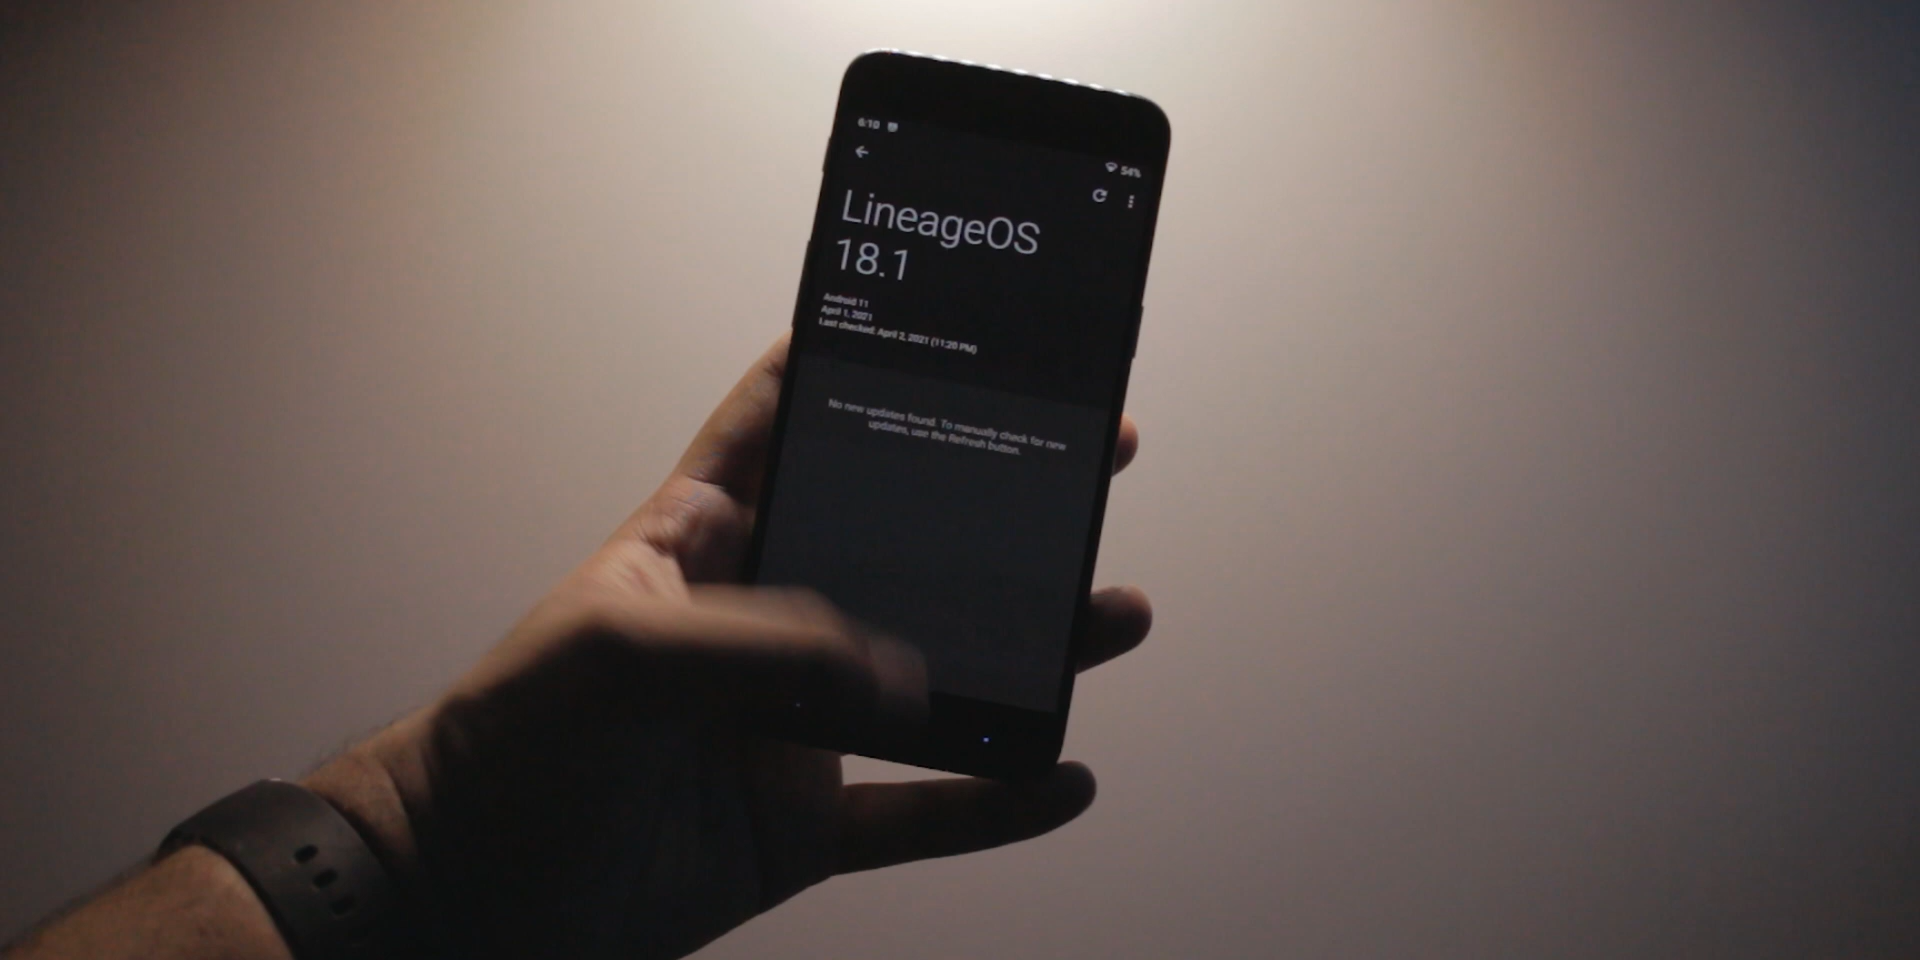 6:10
54%
LineageOS
18.1
Android 11
April 1, 2021
Last checked: April 2, 2021 (11:20 PM)
No new updates found. To manually check for new
updates, use the Refresh button.